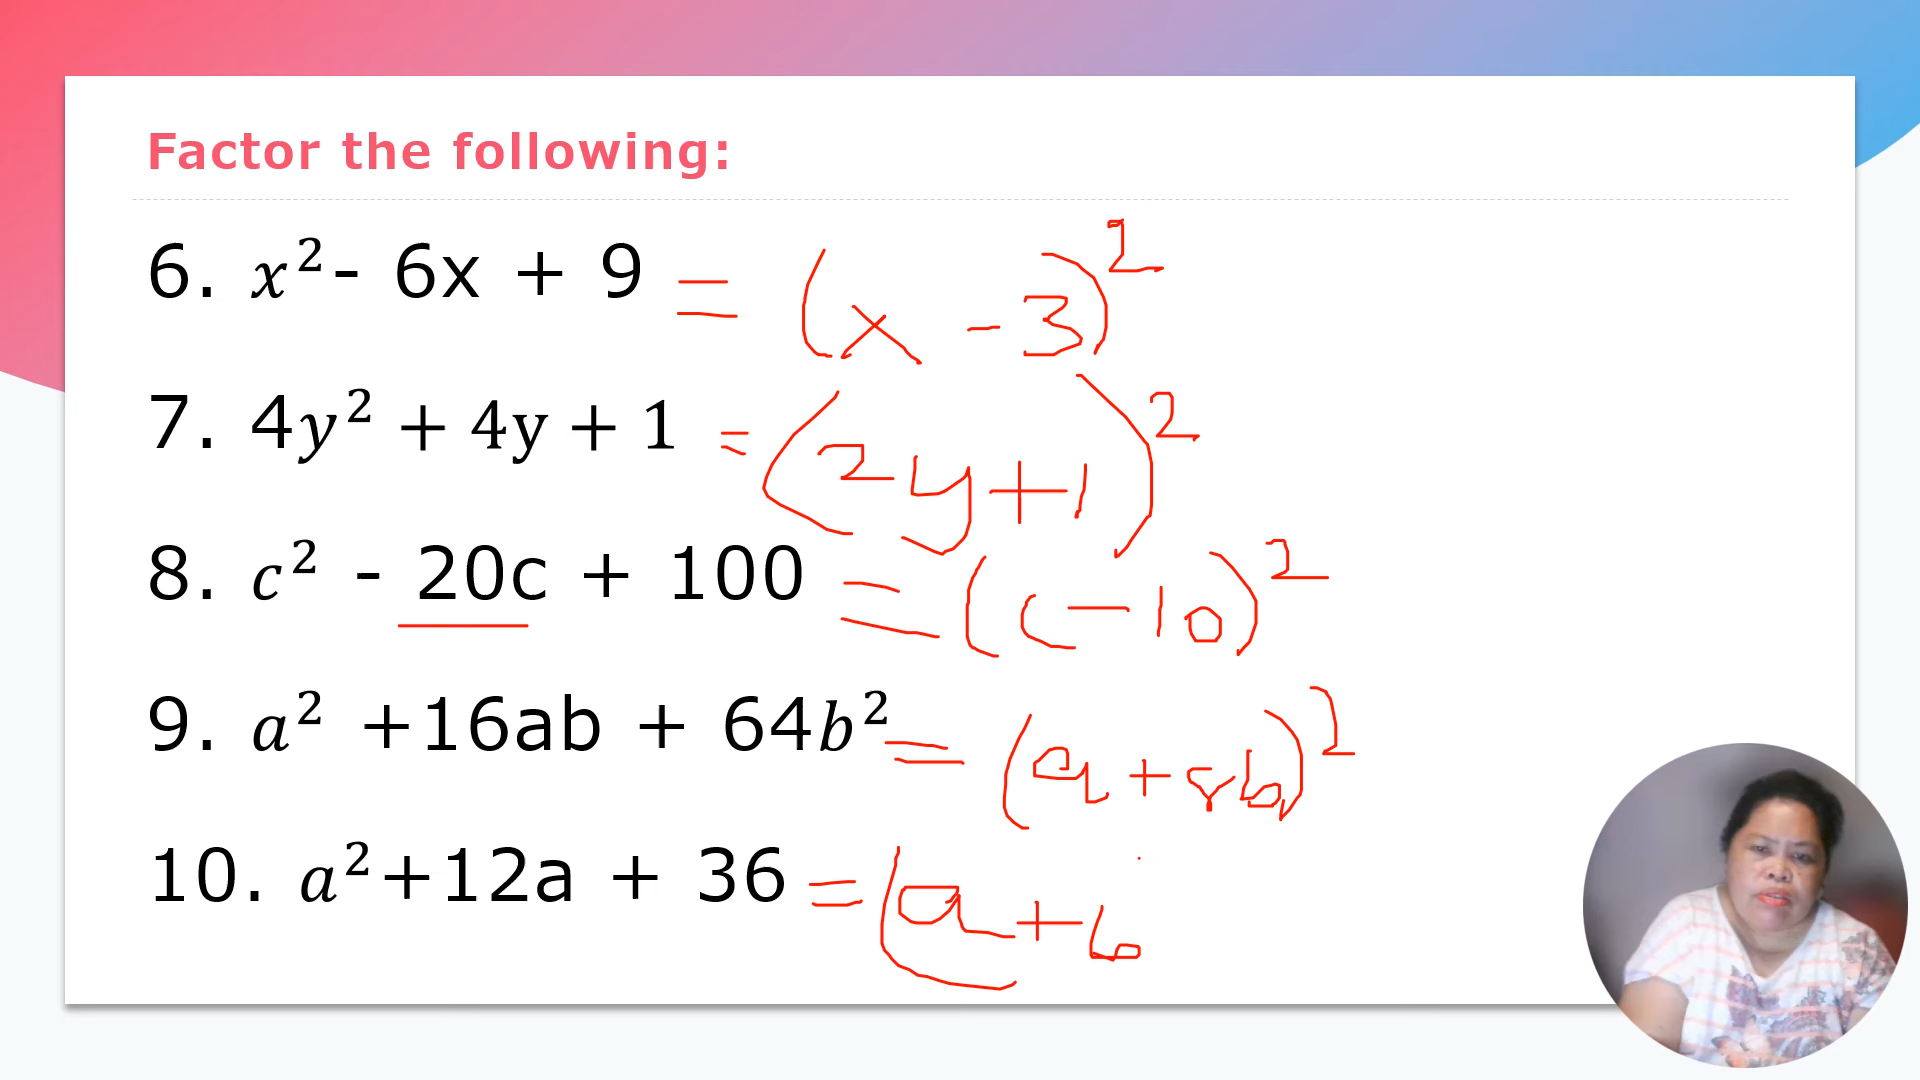 Factor the following:
6. x²- 6x + 9 = (x - 3)²
7. 4y² + 4y + 1 = (2y+1)²
8. c² - 20c + 100 = (c-10)²
9. a² +16ab + 64b² = (a + 8b)²
10. a²+12a + 36 = (a+6